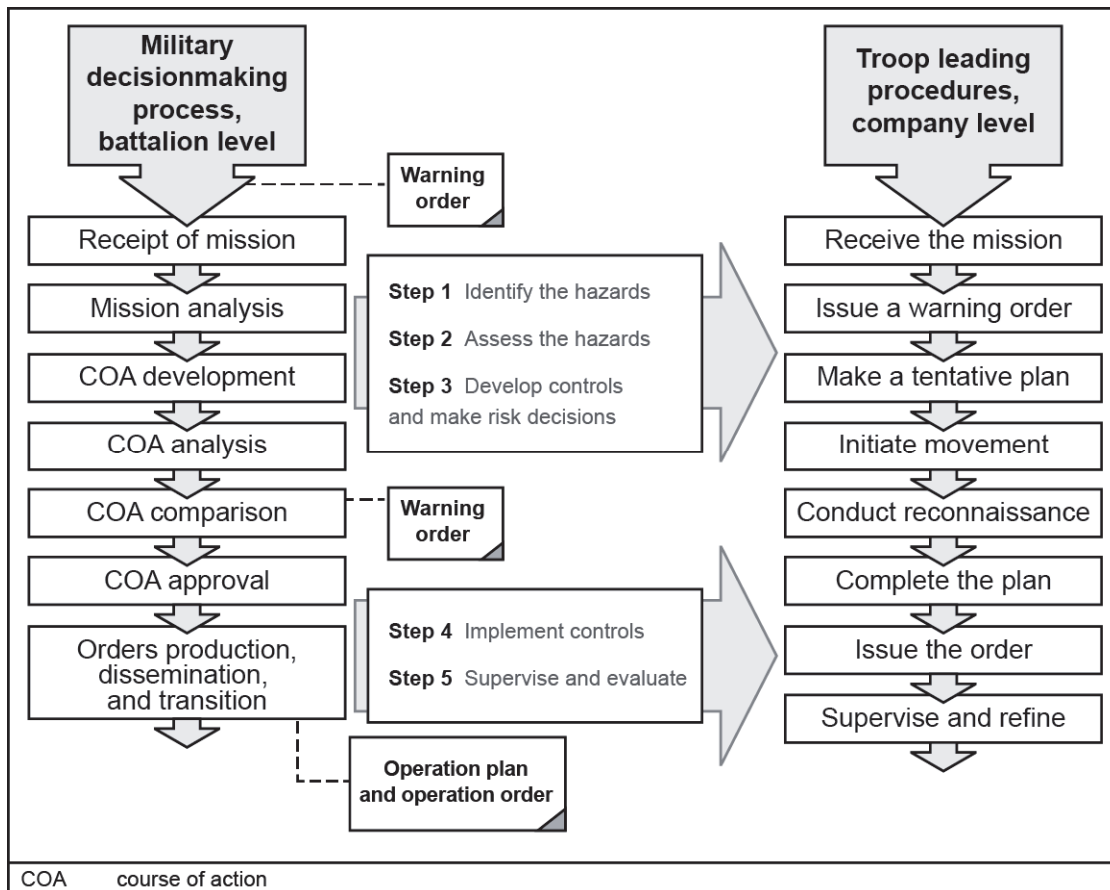 Military
decisionmaking
process,
battalion level
Warning
order
Receipt of mission
Mission analysis
COA development
COA analysis
COA comparison
COA approval
Orders production,
dissemination,
and transition
Step 1 Identify the hazards
Step 2 Assess the hazards
Step 3 Develop controls
and make risk decisions
Warning
order
Step 4 Implement controls
Step 5 Supervise and evaluate
Operation plan
and operation order
Troop leading
procedures,
company level
Receive the mission
Issue a warning order
Make a tentative plan
Initiate movement
Conduct reconnaissance
Complete the plan
Issue the order
Supervise and refine
COA course of action